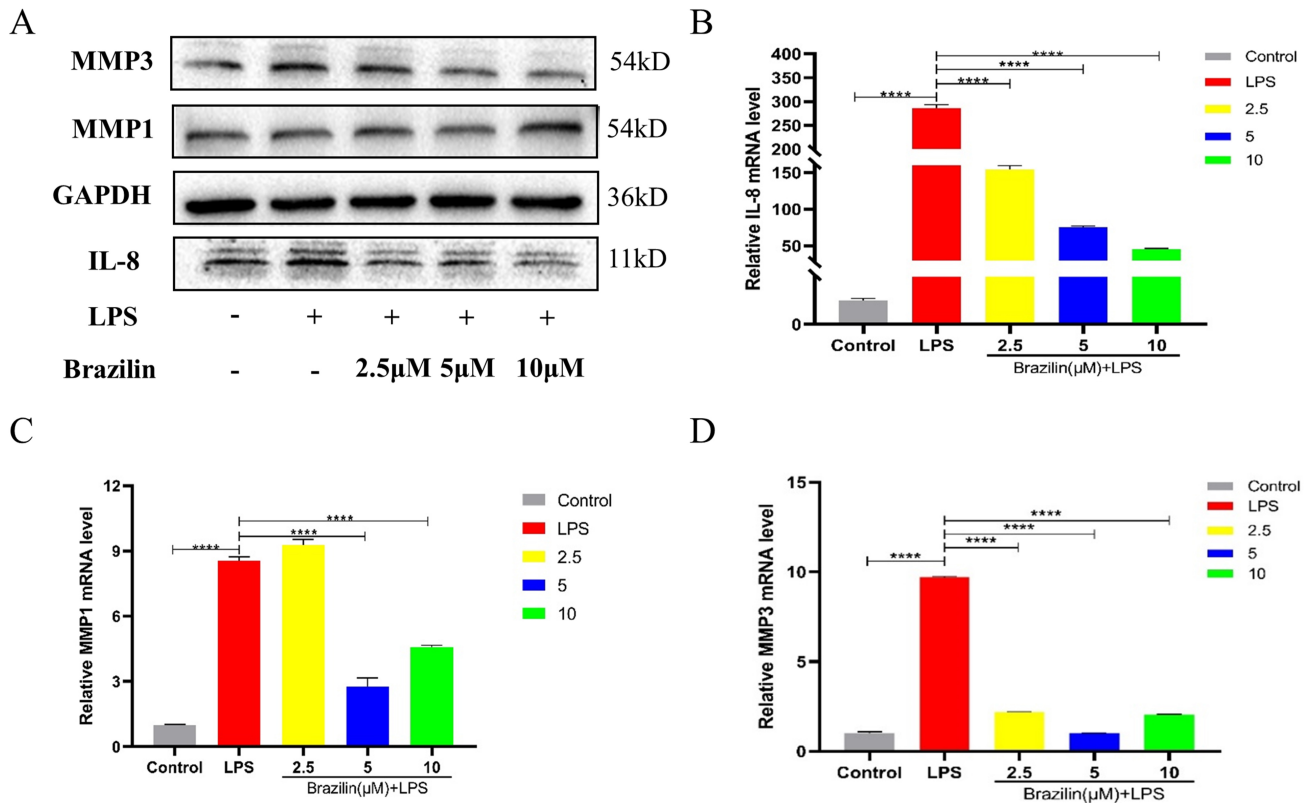 A
MMP3 54kD
MMP1 54kD
GAPDH 36kD
IL-8 11kD
LPS - + + + +
Brazilin - - 2.5μM 5μM 10μM
B
Relative IL-8 mRNA level
400
350
300
250
200
150
100
50
0
****
****
****
****
Control LPS 2.5 5 10
Brazilin(μM)+LPS
Control
LPS
2.5
5
10
C
Relative MMP1 mRNA level
12
9
6
3
0
****
****
****
Control LPS 2.5 5 10
Brazilin(μM)+LPS
Control
LPS
2.5
5
10
D
Relative MMP3 mRNA level
15
10
5
0
****
****
****
****
Control LPS 2.5 5 10
Brazilin(μM)+LPS
Control
LPS
2.5
5
10